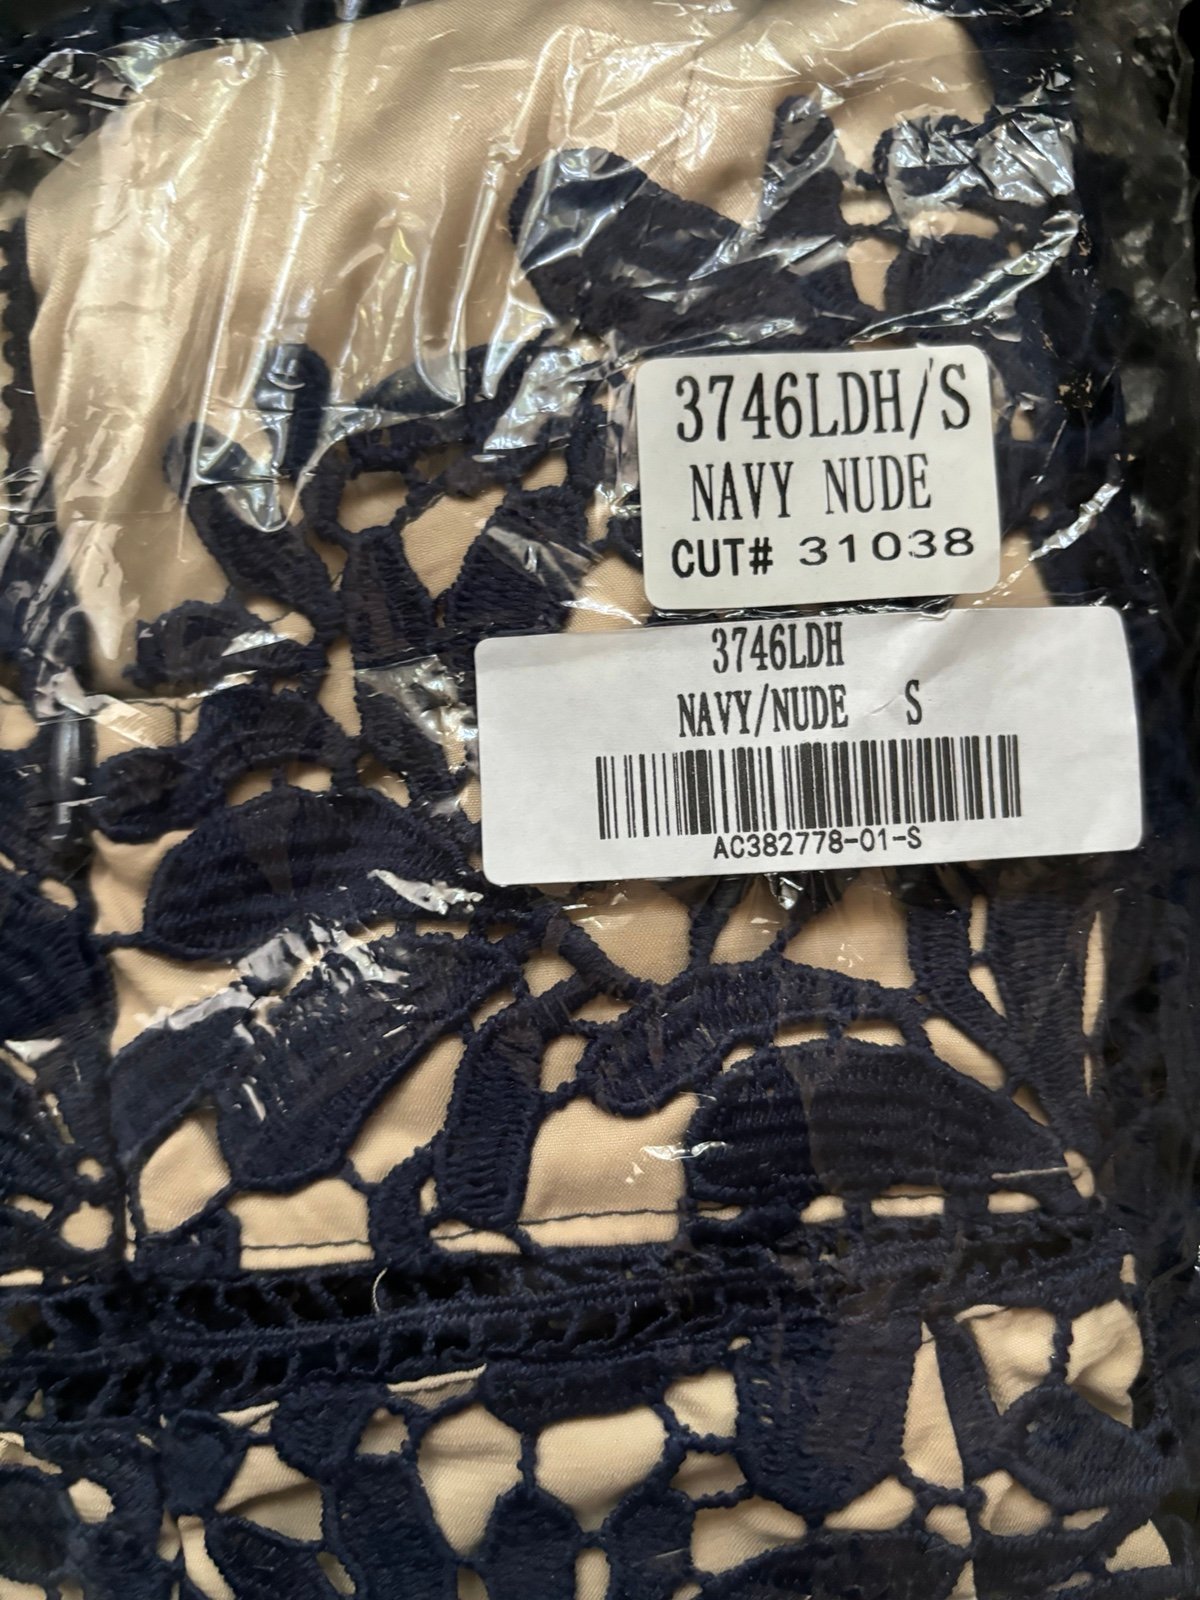 3746LDH/S
NAVY NUDE
CUT# 31038
3746LDH
NAVY/NUDE S
AC382778-01-S